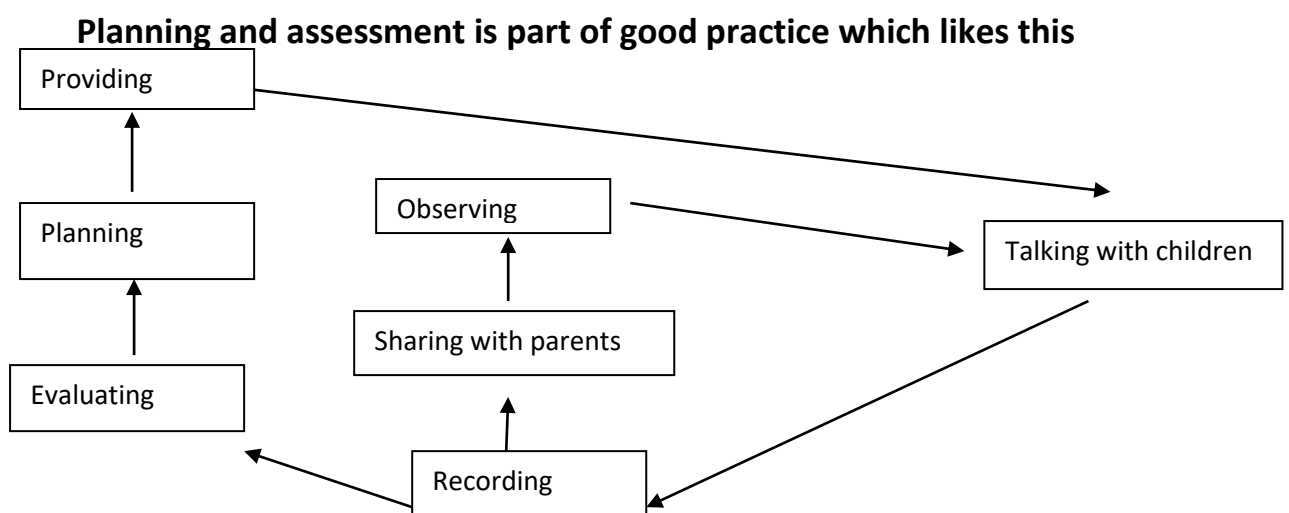 Planning and assessment is part of good practice which likes this
Providing
Observing
Planning
Talking with children
Sharing with parents
Evaluating
Recording